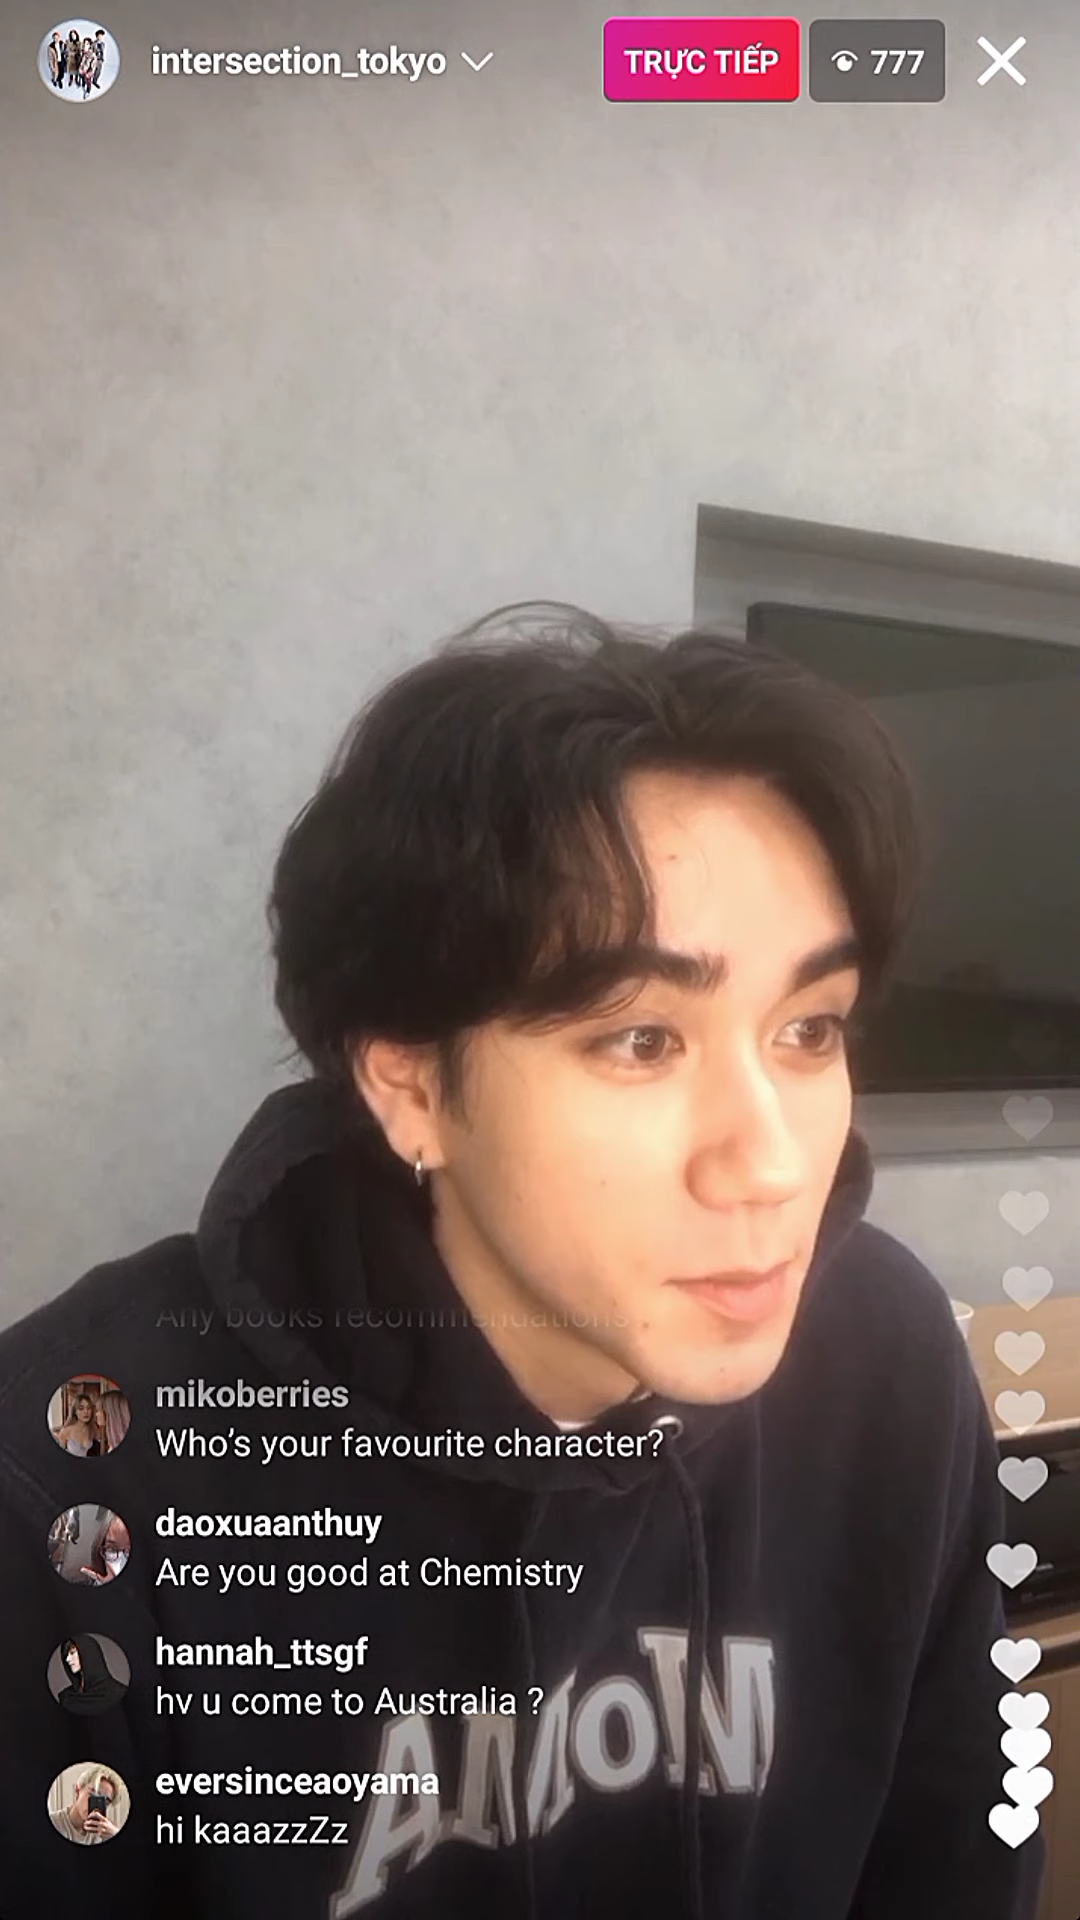 intersection_tokyo
TRỰC TIẾP
777
Any books recommendations
mikoberries
Who's your favourite character?
daoxuaanthuy
Are you good at Chemistry
hannah_ttsgf
hv u come to Australia ?
eversinceaoyama
hi kaaazzZz